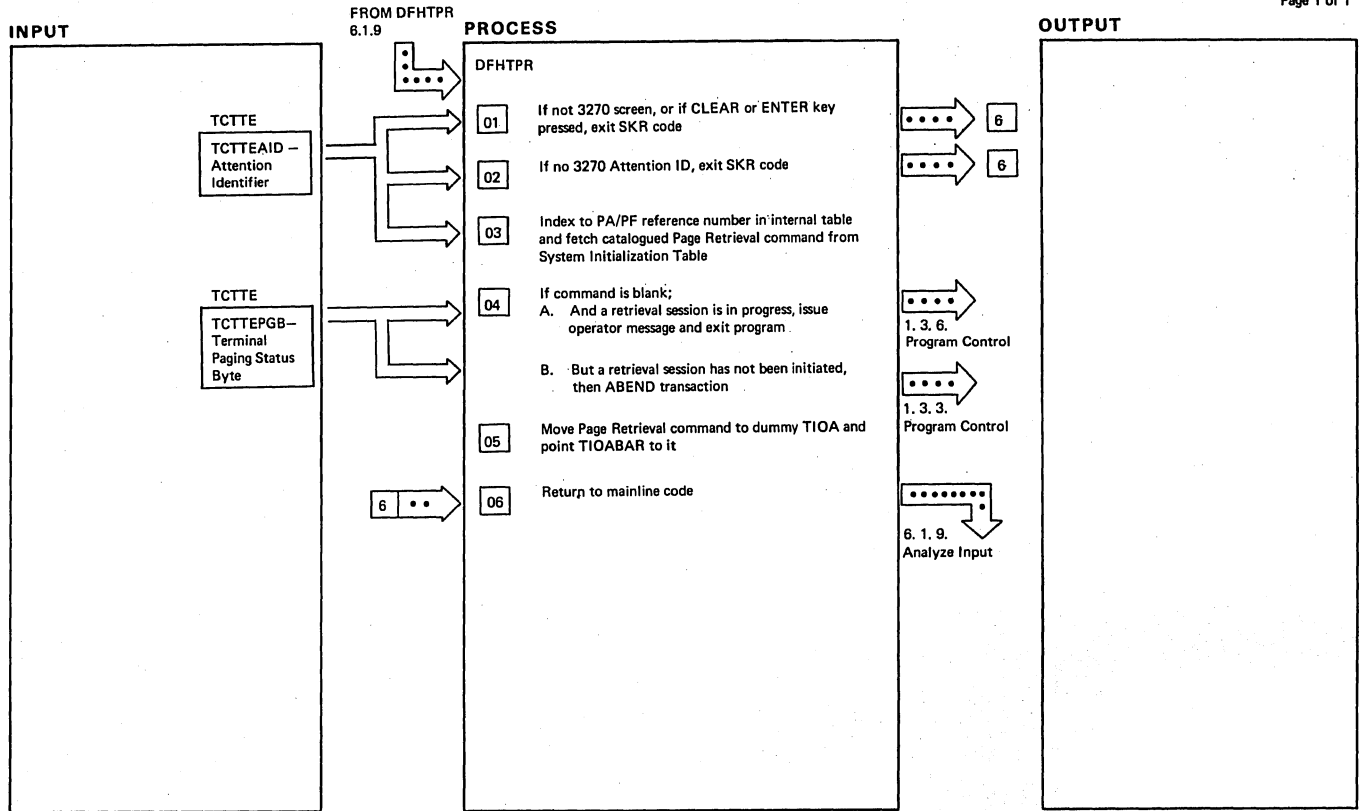 Page 1 of 1
FROM DFHTPR
6.1.9
INPUT
PROCESS
OUTPUT
DFHTPR
TCTTE
TCTTEAID –
Attention
Identifier
01
If not 3270 screen, or if CLEAR or ENTER key
pressed, exit SKR code
6
02
If no 3270 Attention ID, exit SKR code
6
03
Index to PA/PF reference number in internal table
and fetch catalogued Page Retrieval command from
System Initialization Table
TCTTE
TCTTEPGB–
Terminal
Paging Status
Byte
04
If command is blank;
A. And a retrieval session is in progress, issue
operator message and exit program
1. 3. 6.
Program Control
B. But a retrieval session has not been initiated,
then ABEND transaction
1. 3. 3.
Program Control
05
Move Page Retrieval command to dummy TIOA and
point TIOABAR to it
6
06
Return to mainline code
6. 1. 9.
Analyze Input